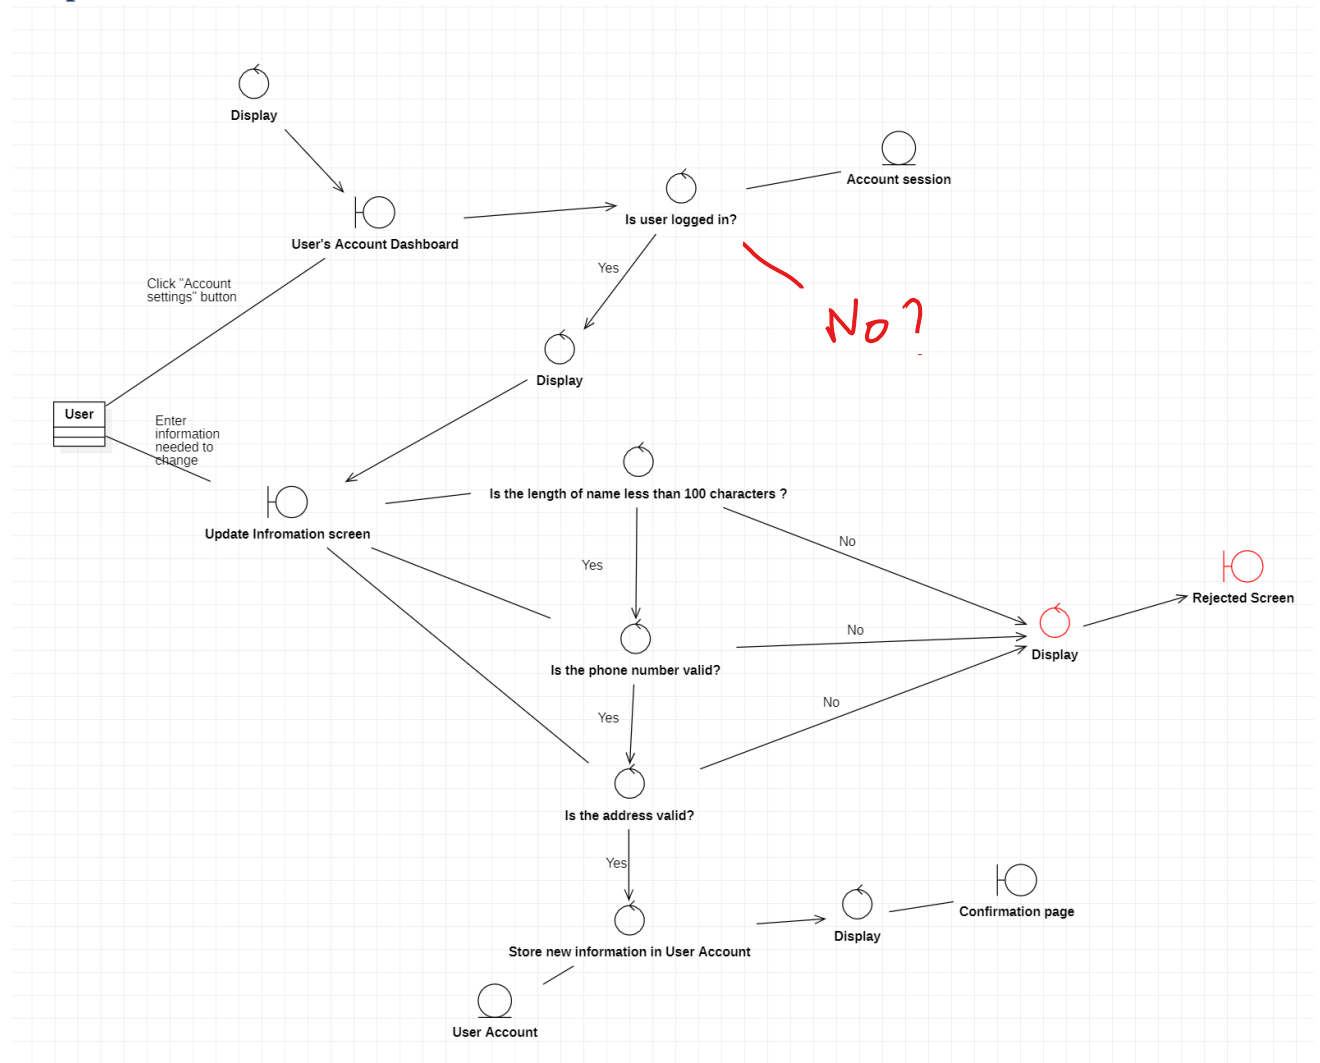 Display
Account session
Is user logged in?
User's Account Dashboard
Click "Account
settings" button
Yes
No?
Display
User
Enter
information
needed to
change
Is the length of name less than 100 characters ?
Update Infromation screen
No
Yes
Rejected Screen
No
Display
Is the phone number valid?
No
Yes
Is the address valid?
Yes
Confirmation page
Display
Store new information in User Account
User Account